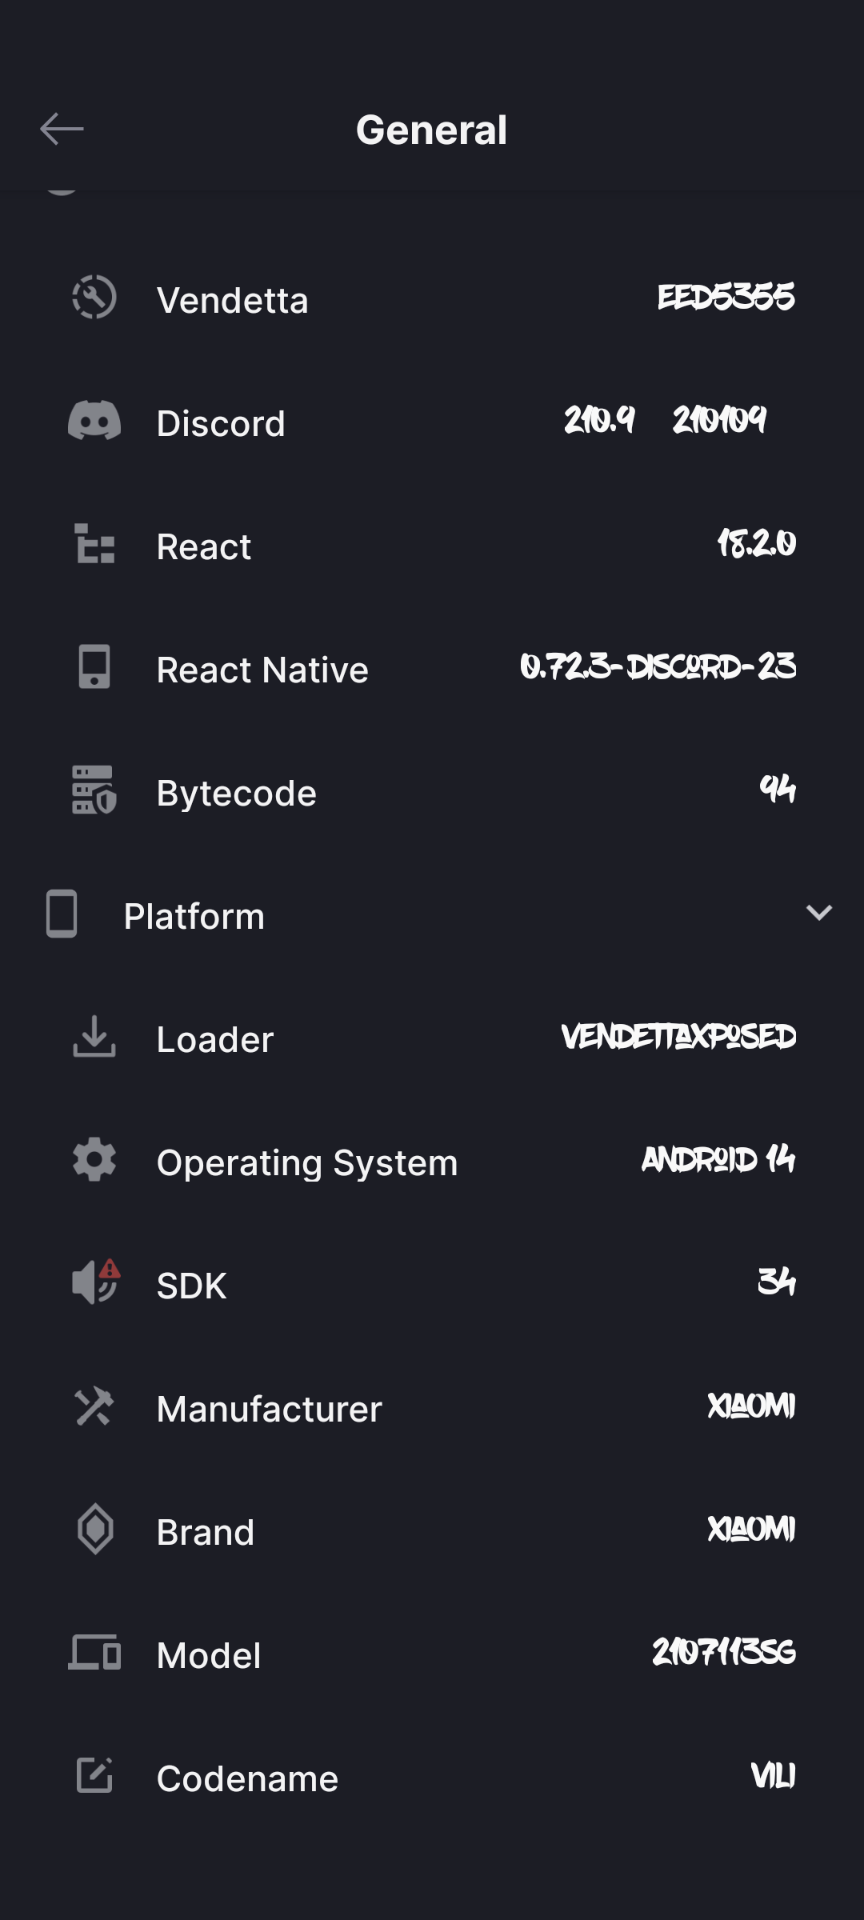 General
Vendetta EED5355
Discord 210.9 210109
React 18.2.0
React Native 0.72.3-DISCORD-23
Bytecode 94
Platform
Loader VENDETTAXPOSED
Operating System ANDROID 14
SDK 34
Manufacturer XIAOMI
Brand XIAOMI
Model 2107113SG
Codename VILI